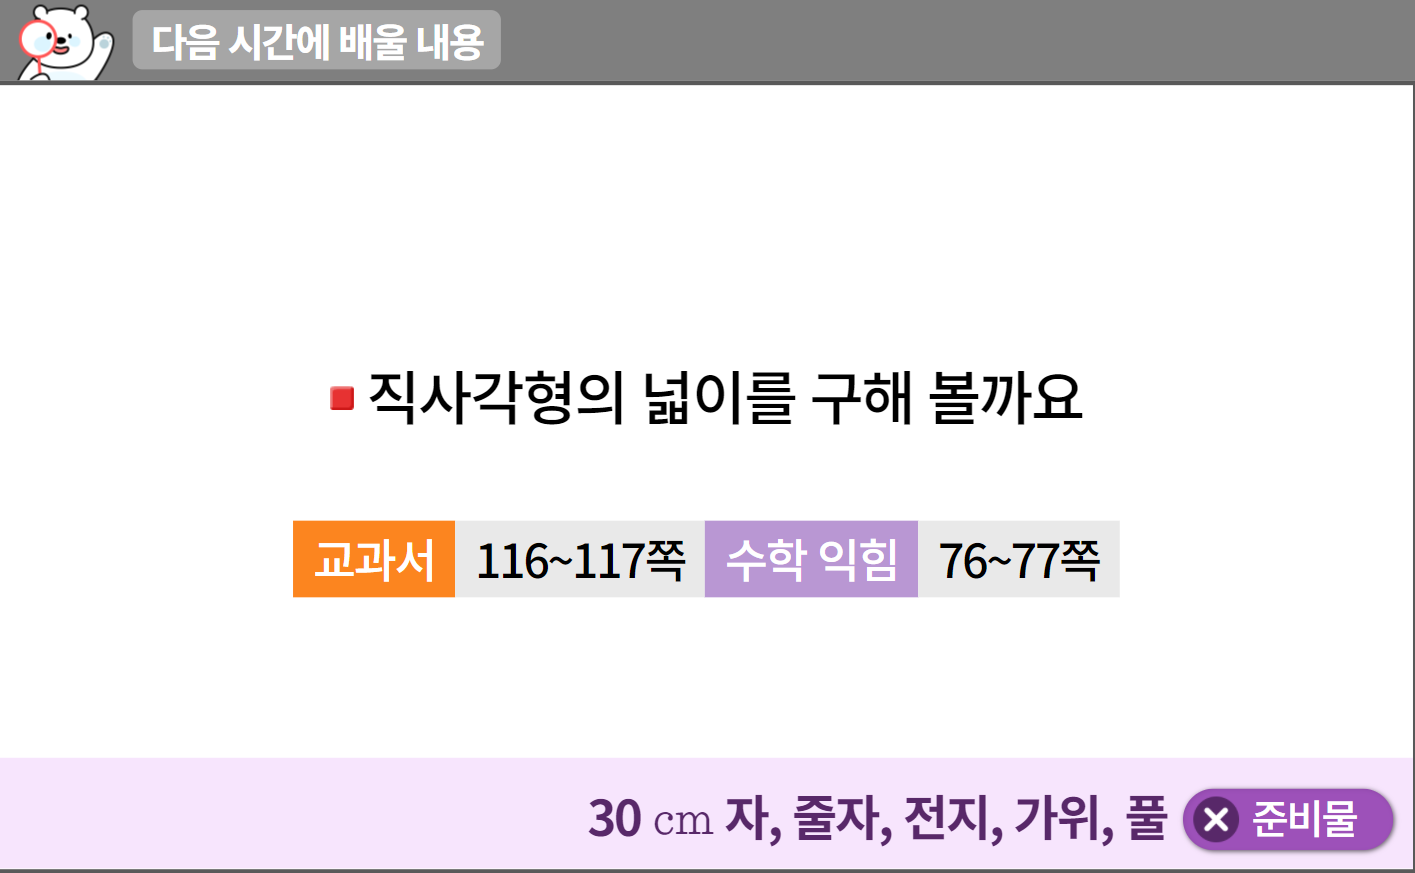 다음 시간에 배울 내용
직사각형의 넓이를 구해 볼까요
교과서 116~117쪽 수학 익힘 76~77쪽
30 cm 자, 줄자, 전지, 가위, 풀 준비물